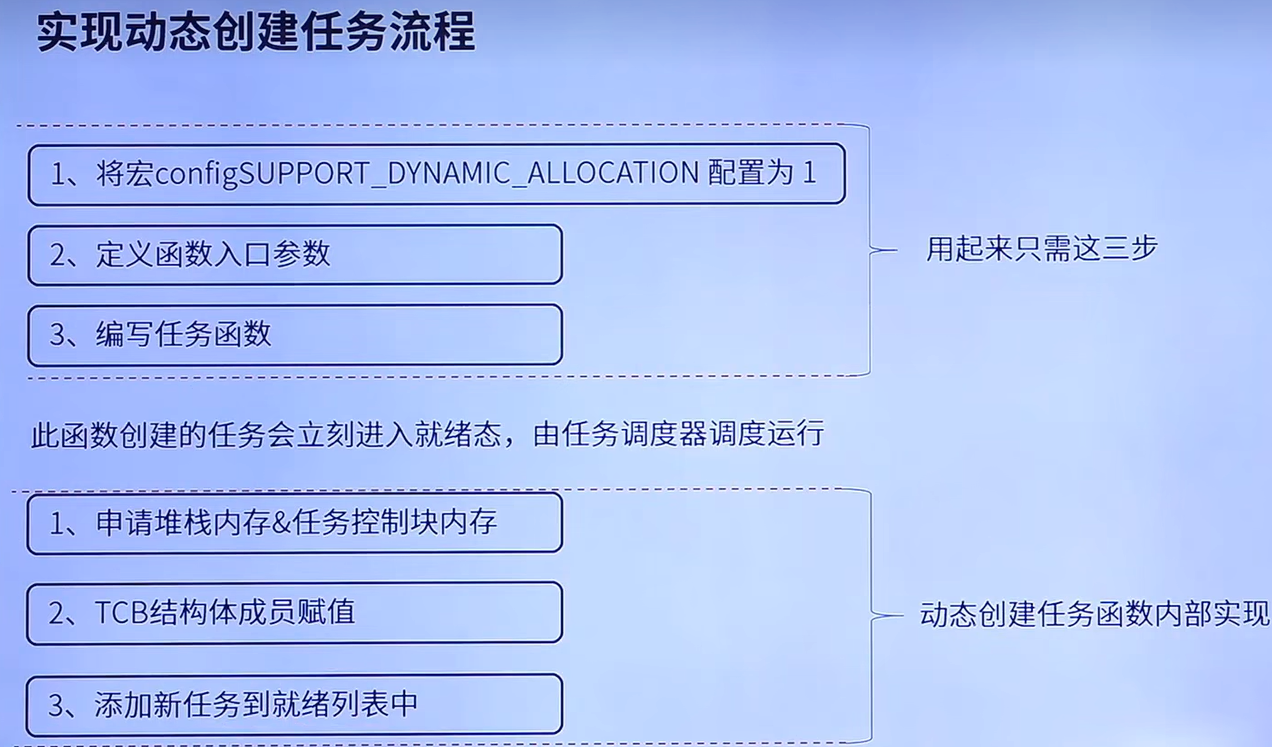 实现动态创建任务流程
1、将宏configSUPPORT_DYNAMIC_ALLOCATION 配置为 1
2、定义函数入口参数
用起来只需这三步
3、编写任务函数
此函数创建的任务会立刻进入就绪态，由任务调度器调度运行
1、申请堆栈内存&任务控制块内存
2、TCB结构体成员赋值
动态创建任务函数内部实现
3、添加新任务到就绪列表中